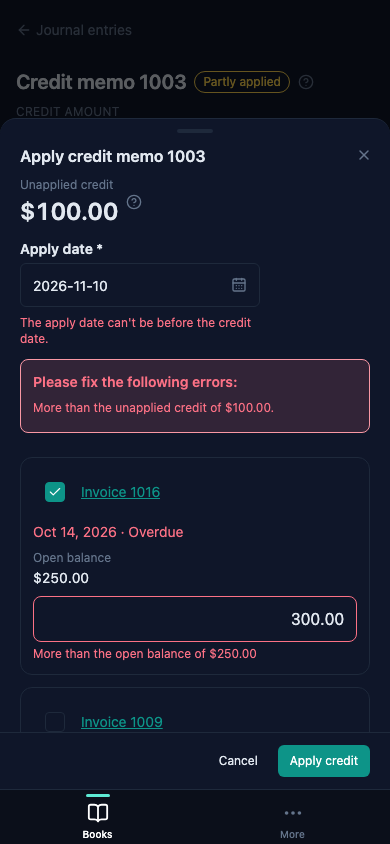 Journal entries
Credit memo 1003 Partly applied
CREDIT AMOUNT
Apply credit memo 1003
Unapplied credit
$100.00
Apply date *
2026-11-10
The apply date can't be before the credit
date.
Please fix the following errors:
More than the unapplied credit of $100.00.
Invoice 1016
Oct 14, 2026 · Overdue
Open balance
$250.00
300.00
More than the open balance of $250.00
Invoice 1009
Cancel
Apply credit
Books
More